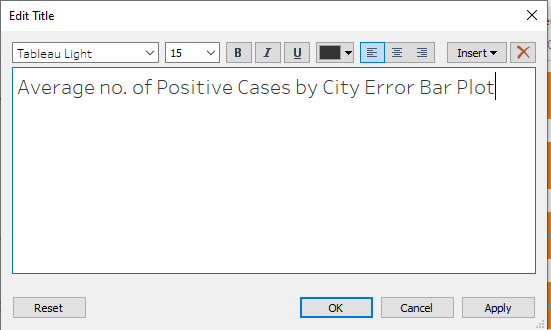 Edit Title
Tableau Light 15 B I U Insert
Average no. of Positive Cases by City Error Bar Plot
Reset OK Cancel Apply